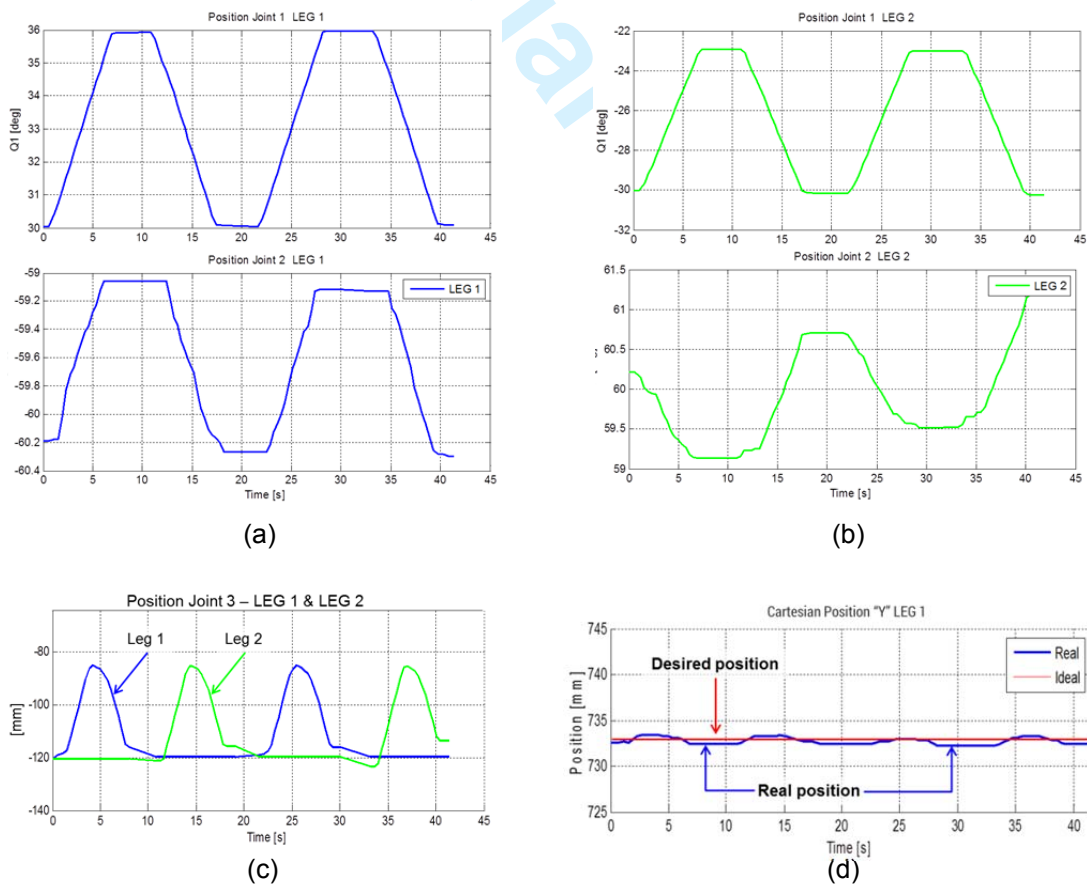 Position Joint 1 LEG 1
Q1 [deg]
36
35
34
33
32
31
30
0 5 10 15 20 25 30 35 40 45
Position Joint 2 LEG 1
LEG 1
-59
-59.2
-59.4
-59.6
-59.8
-60
-60.2
-60.4
0 5 10 15 20 25 30 35 40 45
Time [s]
(a)
Position Joint 1 LEG 2
Q1 [deg]
-22
-24
-26
-28
-30
-32
0 5 10 15 20 25 30 35 40 45
Position Joint 2 LEG 2
LEG 2
61.5
61
60.5
60
59.5
59
0 5 10 15 20 25 30 35 40 45
Time [s]
(b)
Position Joint 3 – LEG 1 & LEG 2
Leg 1
Leg 2
[mm]
-80
-100
-120
-140
0 5 10 15 20 25 30 35 40 45
Time [s]
(c)
Cartesian Position "Y" LEG 1
Real
Ideal
Desired position
Real position
Position [mm]
745
740
735
730
725
0 5 10 15 20 25 30 35 40
Time [s]
(d)